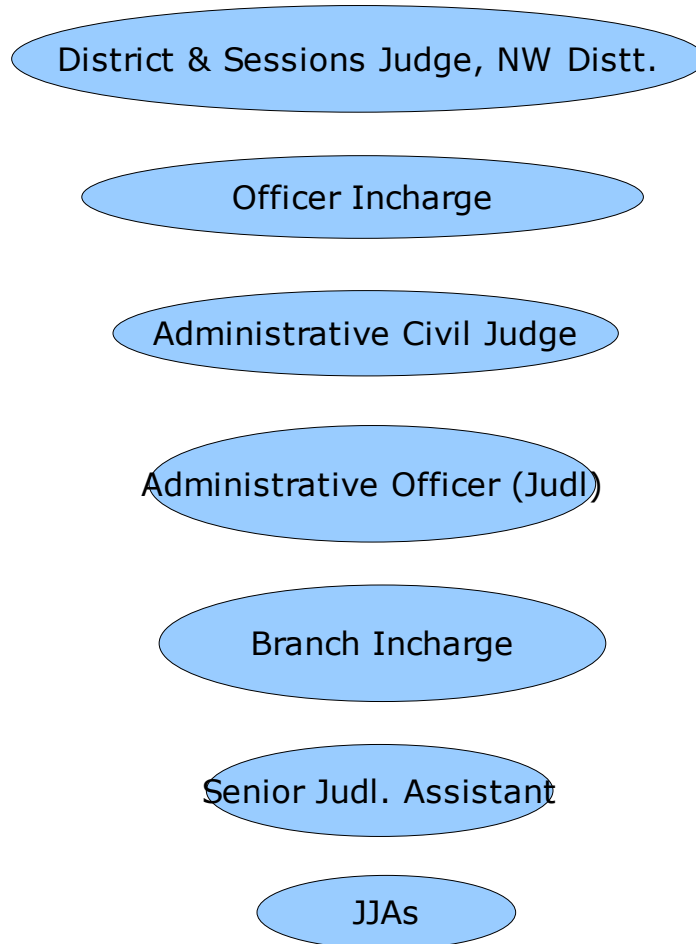 District & Sessions Judge, NW Distt.
Officer Incharge
Administrative Civil Judge
Administrative Officer (Judl)
Branch Incharge
Senior Judl. Assistant
JJAs